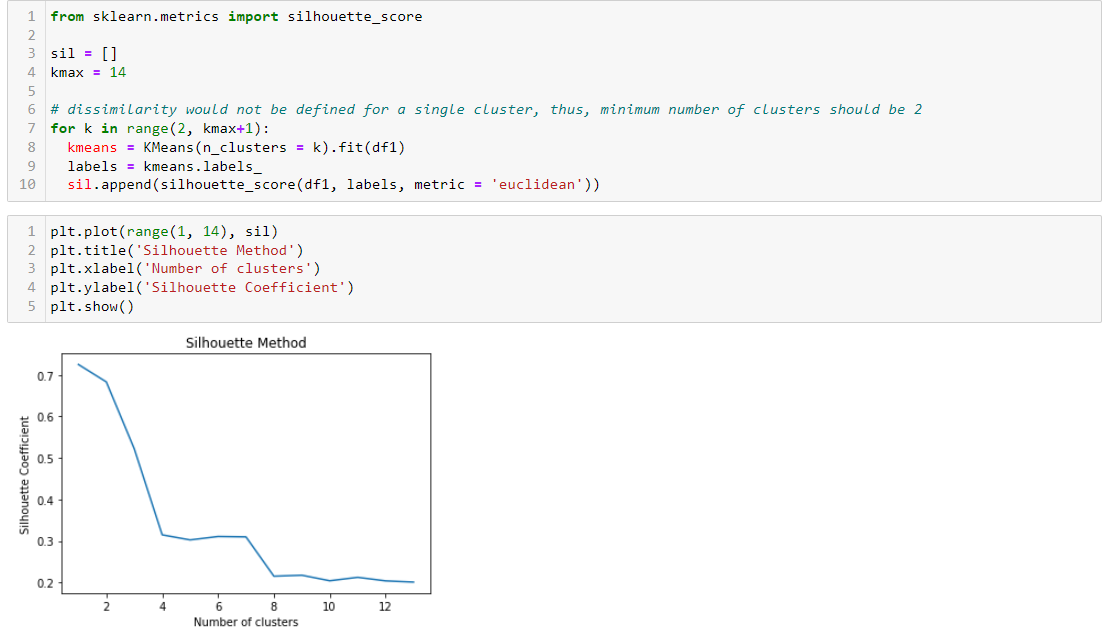 1 from sklearn.metrics import silhouette_score
2
3 sil = []
4 kmax = 14
5
6 # dissimilarity would not be defined for a single cluster, thus, minimum number of clusters should be 2
7 for k in range(2, kmax+1):
8   kmeans = KMeans(n_clusters = k).fit(df1)
9   labels = kmeans.labels_
10   sil.append(silhouette_score(df1, labels, metric = 'euclidean'))
1 plt.plot(range(1, 14), sil)
2 plt.title('Silhouette Method')
3 plt.xlabel('Number of clusters')
4 plt.ylabel('Silhouette Coefficient')
5 plt.show()
Silhouette Method
Silhouette Coefficient
0.7
0.6
0.5
0.4
0.3
0.2
2 4 6 8 10 12
Number of clusters